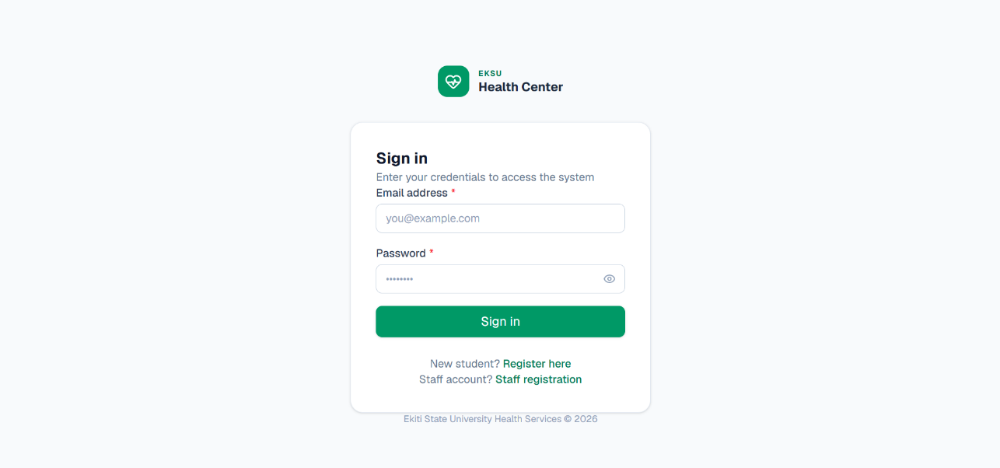 EKSU
Health Center
Sign in
Enter your credentials to access the system
Email address *
you@example.com
Password *
••••••••
Sign in
New student? Register here
Staff account? Staff registration
Ekiti State University Health Services © 2026